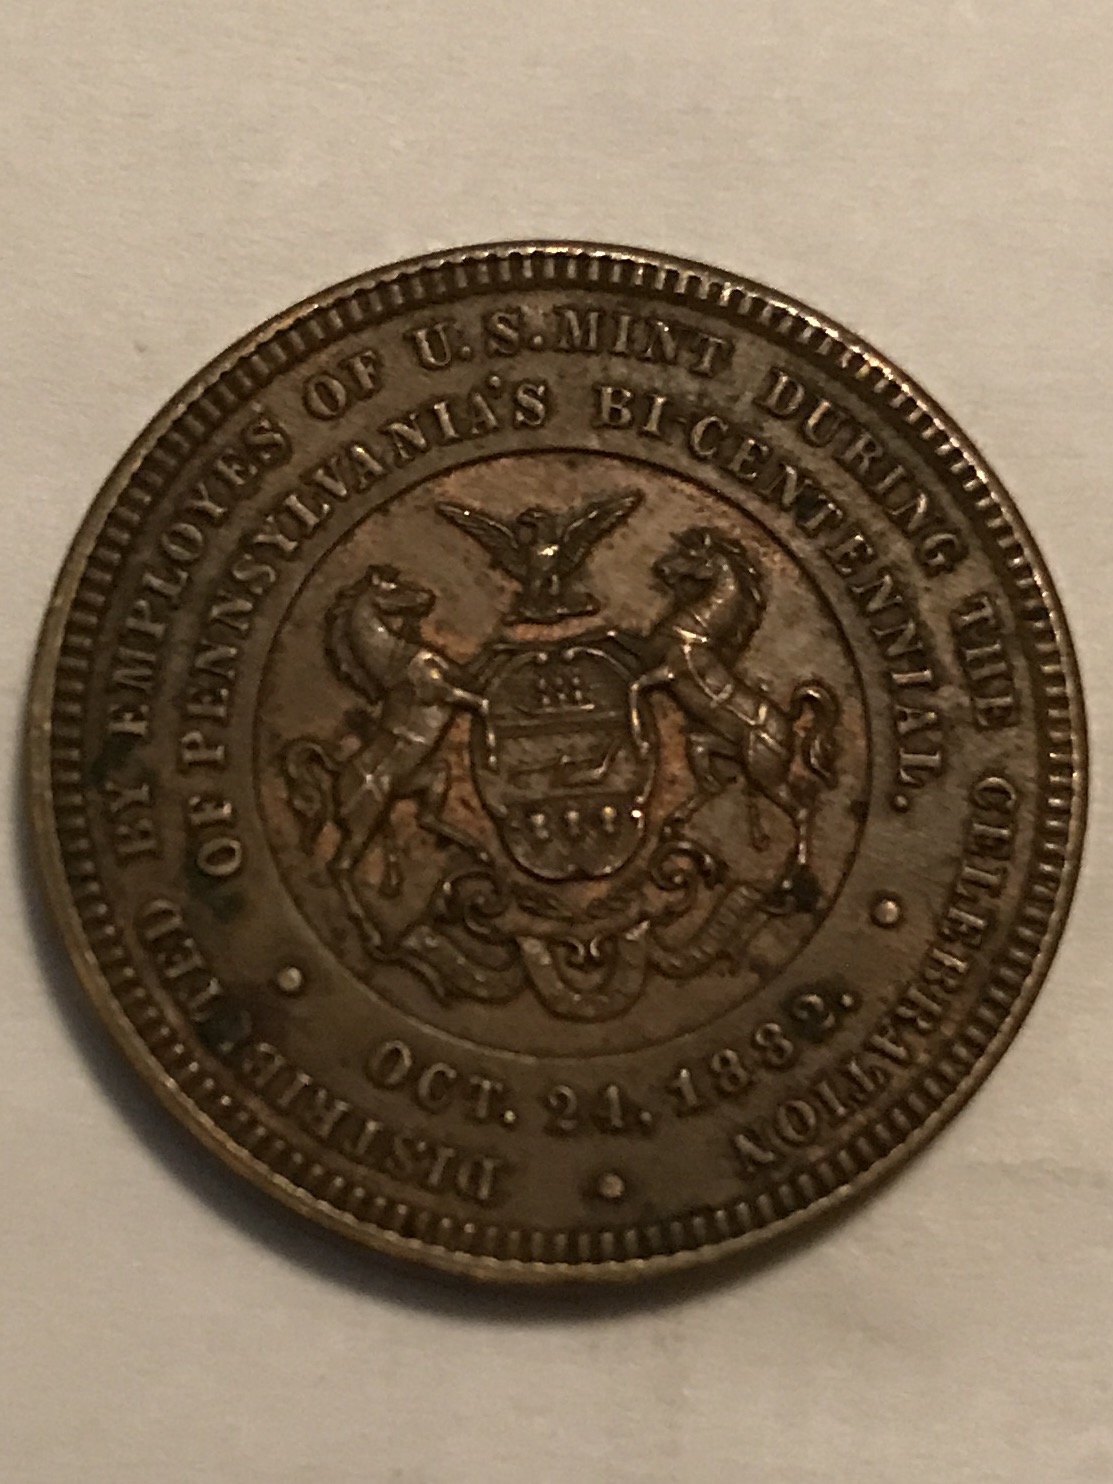 DISTRIBUTED BY EMPLOYES OF U.S. MINT DURING THE CELEBRATION
OF PENNSYLVANIA'S BI-CENTENNIAL.
OCT. 24, 1882.